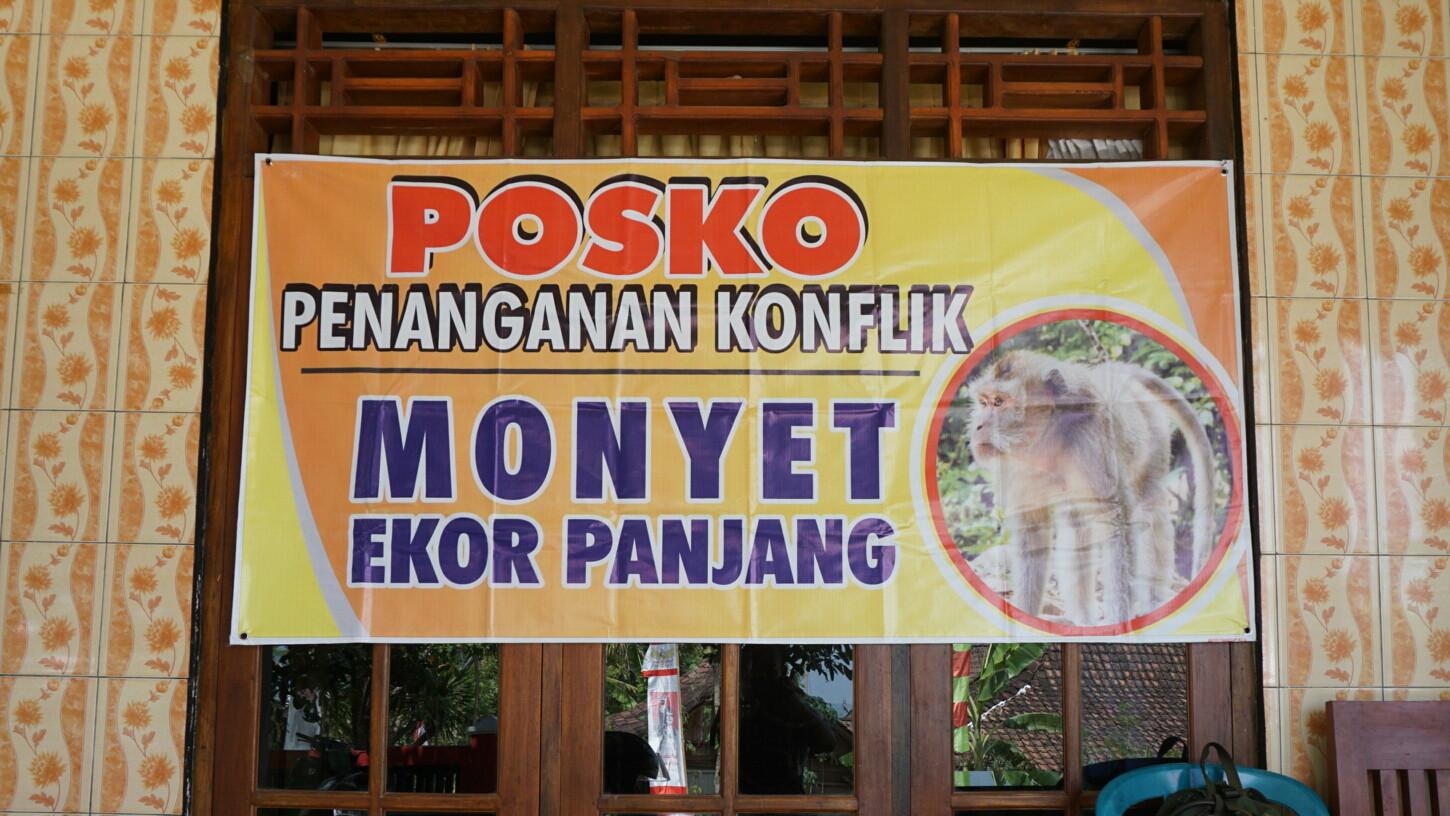 POSKO
PENANGANAN KONFLIK
MONYET
EKOR PANJANG